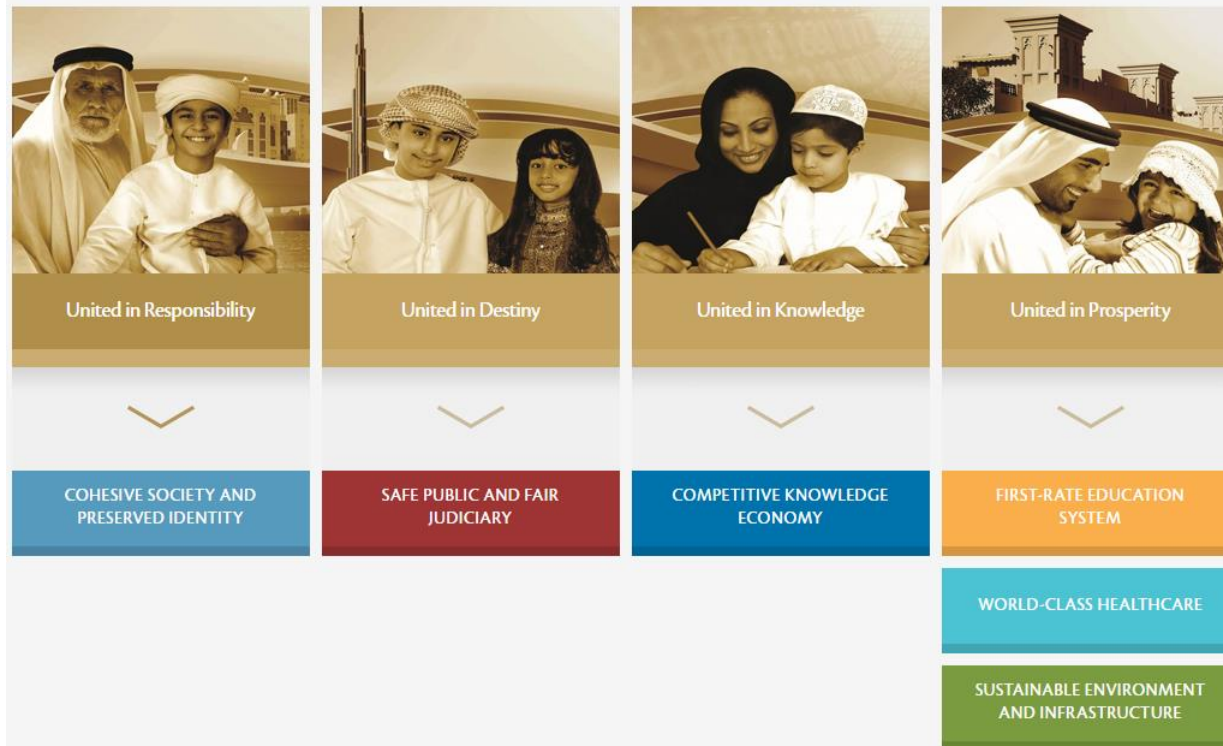 United in Responsibility
United in Destiny
United in Knowledge
United in Prosperity
COHESIVE SOCIETY AND
PRESERVED IDENTITY
SAFE PUBLIC AND FAIR
JUDICIARY
COMPETITIVE KNOWLEDGE
ECONOMY
FIRST-RATE EDUCATION
SYSTEM
WORLD-CLASS HEALTHCARE
SUSTAINABLE ENVIRONMENT
AND INFRASTRUCTURE